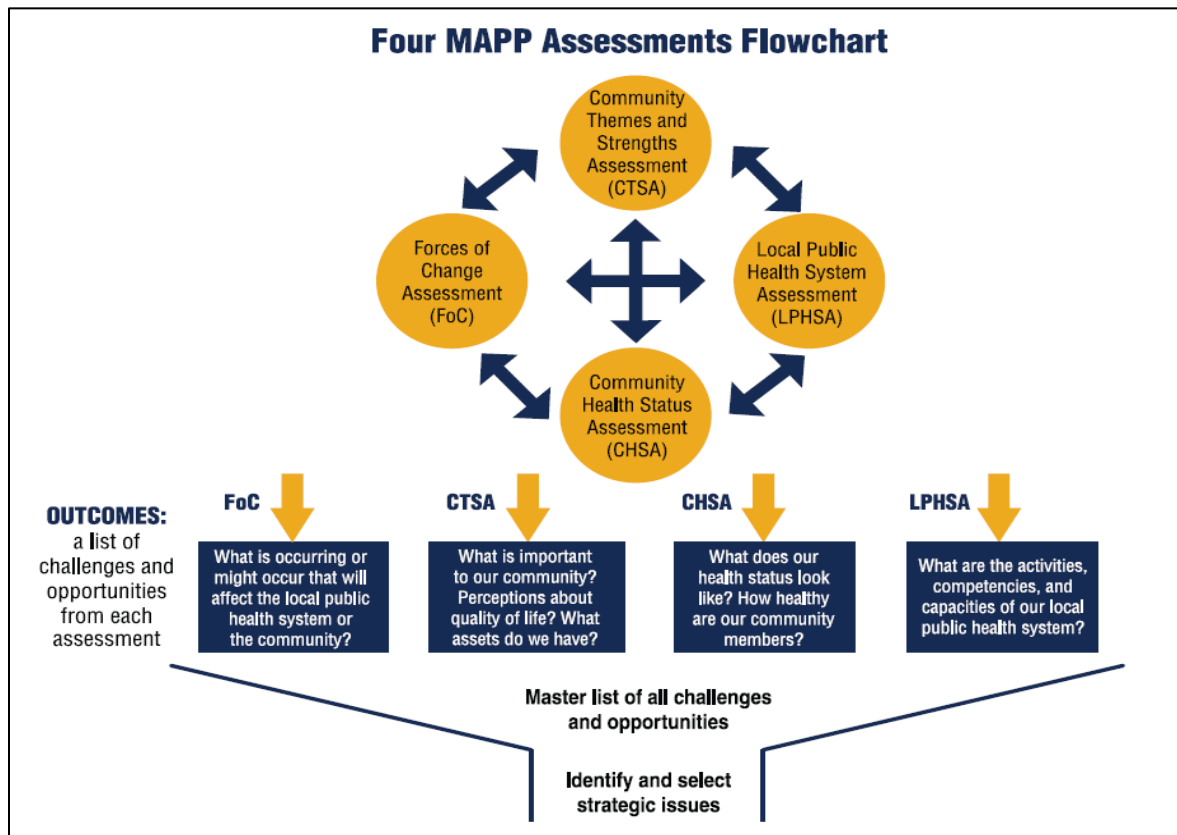 Four MAPP Assessments Flowchart
Community
Themes and
Strengths
Assessment
(CTSA)
Forces of
Change
Assessment
(FoC)
Local Public
Health System
Assessment
(LPHSA)
Community
Health Status
Assessment
(CHSA)
OUTCOMES:
a list of
challenges and
opportunities
from each
assessment
FoC
What is occurring or
might occur that will
affect the local public
health system or
the community?
CTSA
What is important
to our community?
Perceptions about
quality of life? What
assets do we have?
CHSA
What does our
health status look
like? How healthy
are our community
members?
LPHSA
What are the activities,
competencies, and
capacities of our local
public health system?
Master list of all challenges
and opportunities
Identify and select
strategic issues